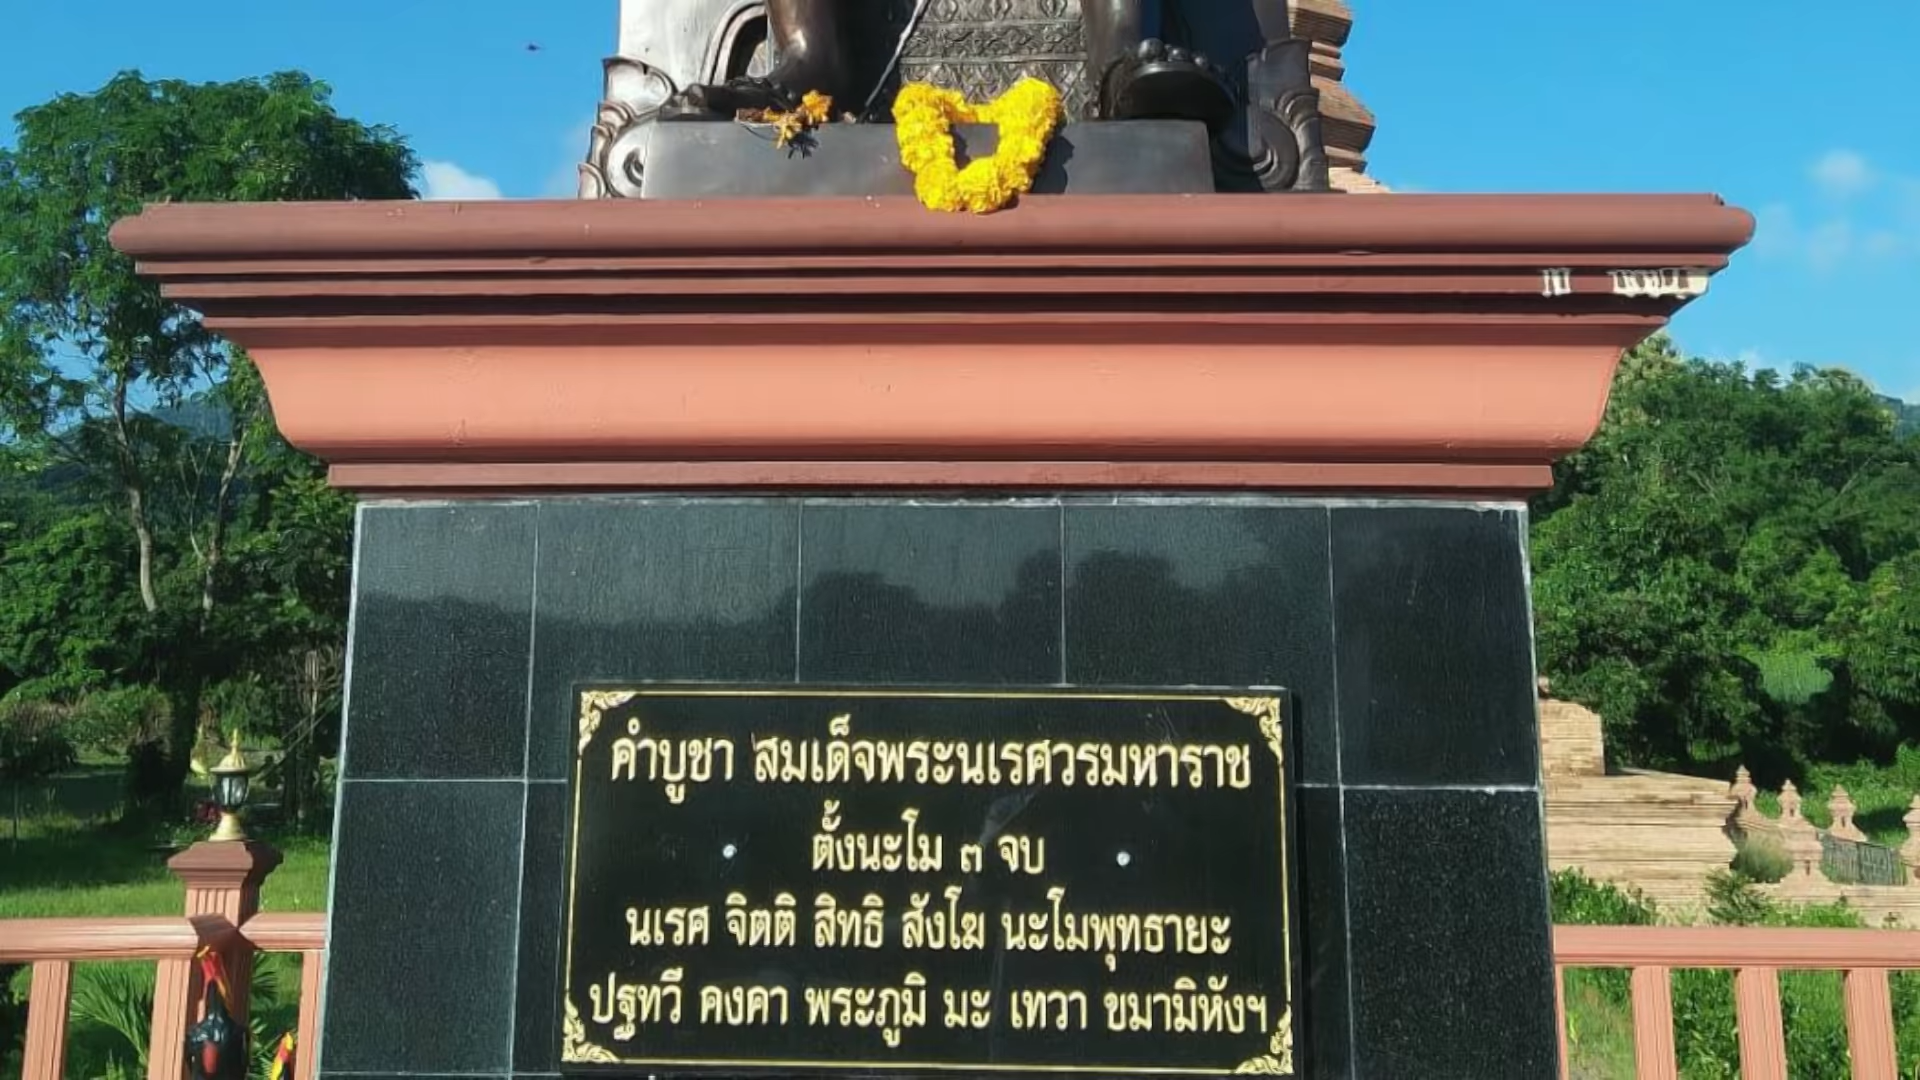 คำบูชา สมเด็จพระนเรศวรมหาราช
ตั้งนะโม ๓ จบ
นเรศ จิตติ สิทธิ สังโฆ นะโมพุทธายะ
ปฐทวี คงคา พระภูมิ มะ เทวา ขมามิหังฯ